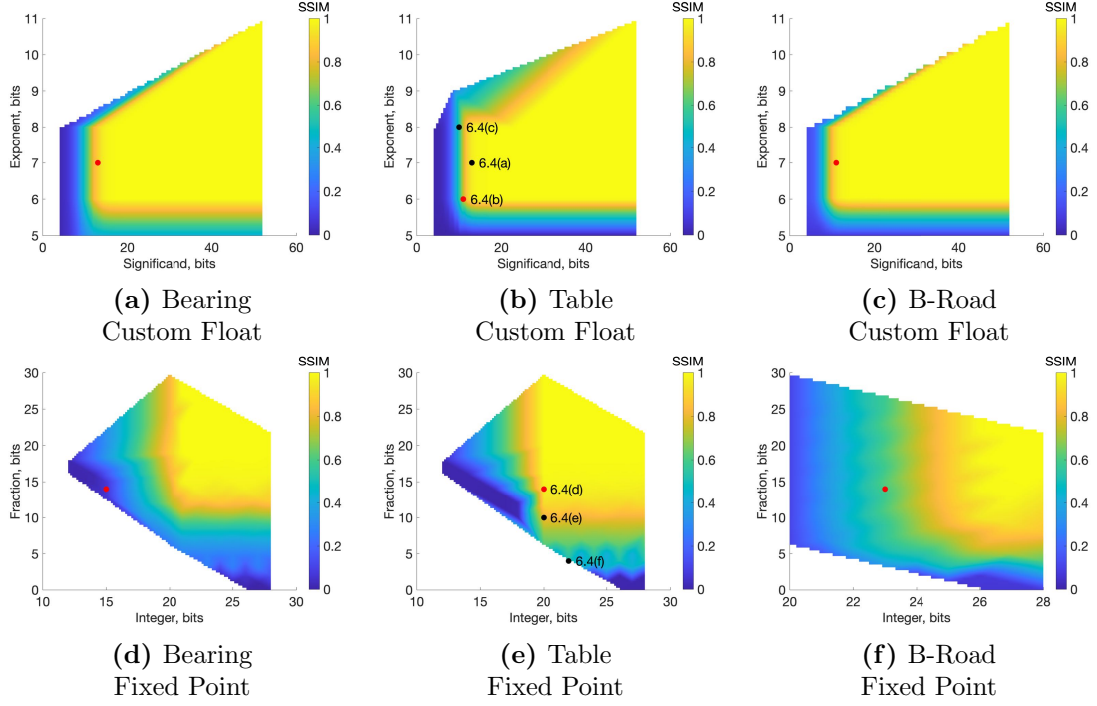 SSIM
SSIM
SSIM
11
10
9
8
7
6
5
Exponent, bits
0
20
40
60
Significand, bits
1
0.8
0.6
0.4
0.2
0
11
10
9
8
7
6
5
Exponent, bits
6.4(c)
6.4(a)
6.4(b)
0
20
40
60
Significand, bits
1
0.8
0.6
0.4
0.2
0
11
10
9
8
7
6
5
Exponent, bits
0
20
40
60
Significand, bits
1
0.8
0.6
0.4
0.2
0
(a) Bearing
Custom Float
(b) Table
Custom Float
(c) B-Road
Custom Float
SSIM
SSIM
SSIM
30
25
20
15
10
5
0
Fraction, bits
10
15
20
25
30
Integer, bits
1
0.8
0.6
0.4
0.2
0
30
25
20
15
10
5
0
Fraction, bits
6.4(d)
6.4(e)
6.4(f)
10
15
20
25
30
Integer, bits
1
0.8
0.6
0.4
0.2
0
30
25
20
15
10
5
0
Fraction, bits
20
22
24
26
28
Integer, bits
1
0.8
0.6
0.4
0.2
0
(d) Bearing
Fixed Point
(e) Table
Fixed Point
(f) B-Road
Fixed Point